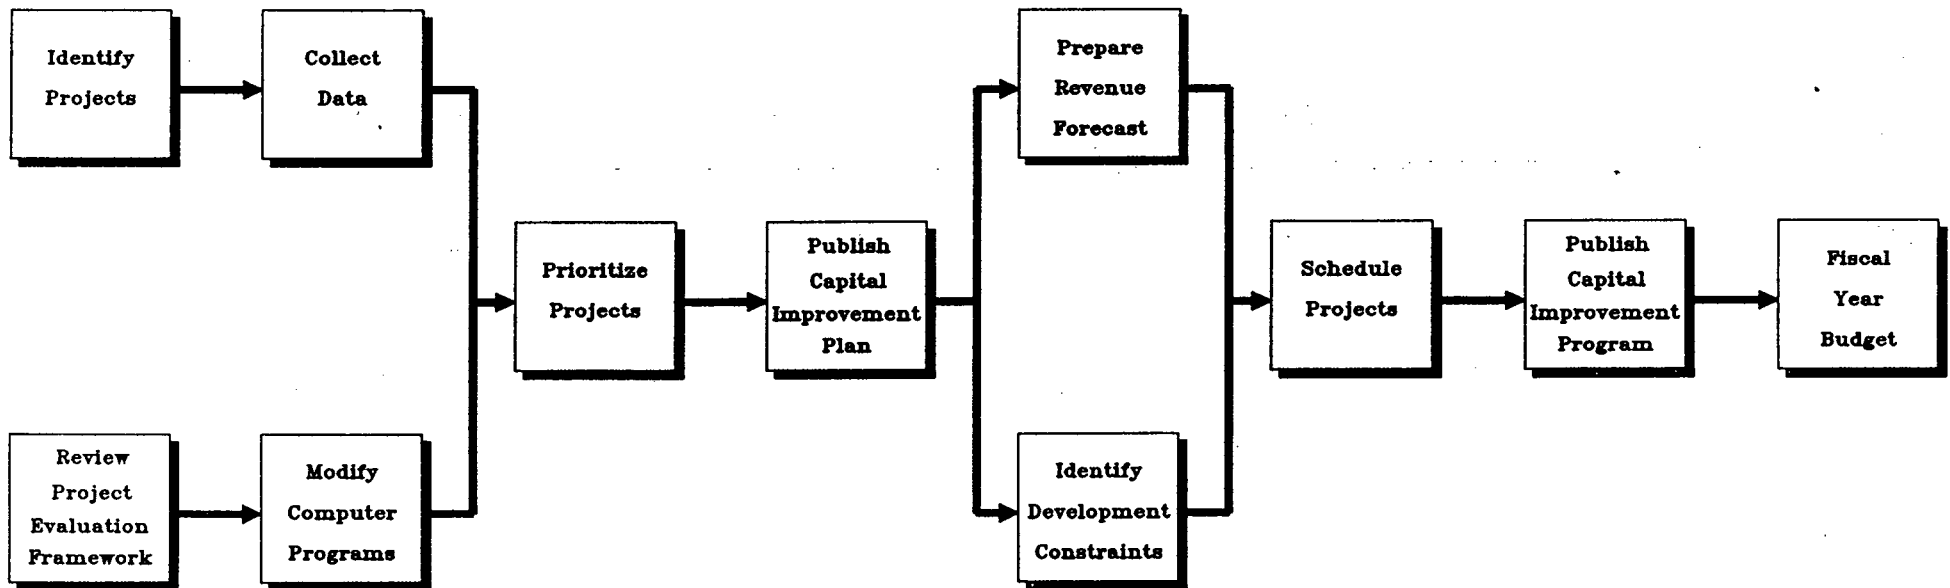 Identify
Projects
Collect
Data
Prepare
Revenue
Forecast
Prioritize
Projects
Publish
Capital
Improvement
Plan
Schedule
Projects
Publish
Capital
Improvement
Program
Fiscal
Year
Budget
Review
Project
Evaluation
Framework
Modify
Computer
Programs
Identify
Development
Constraints